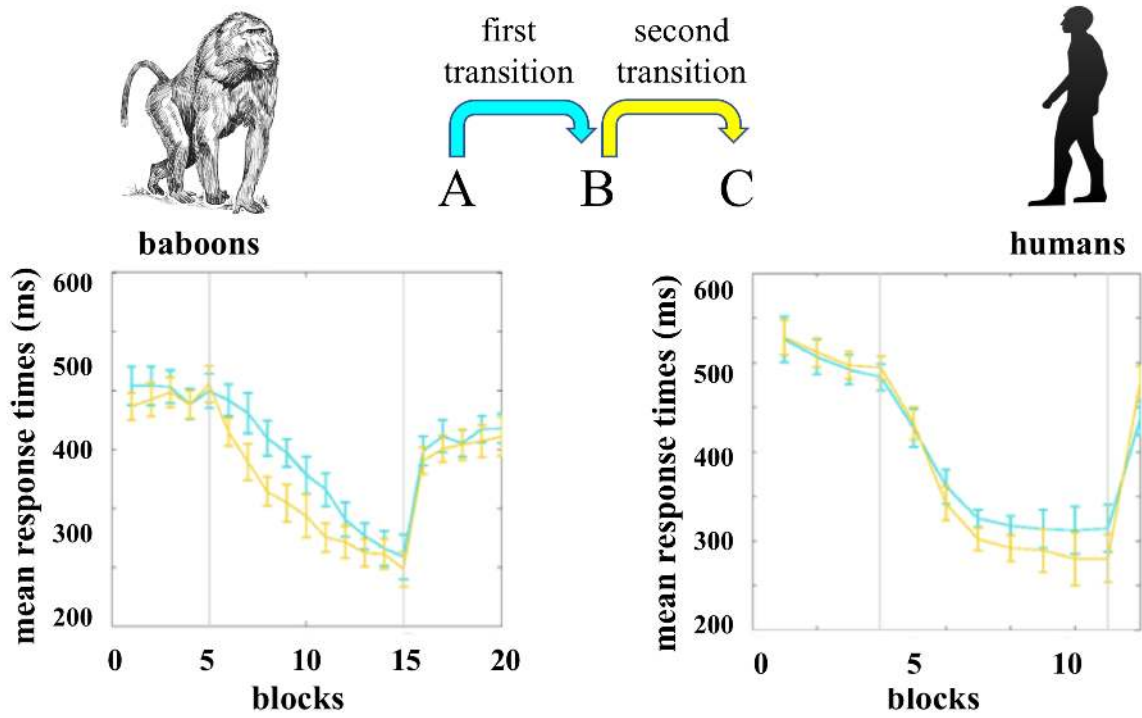 first
transition
second
transition
A
B
C
baboons
humans
mean response times (ms)
600
500
400
300
200
0
5
10
15
20
blocks
mean response times (ms)
600
500
400
300
200
0
5
10
blocks